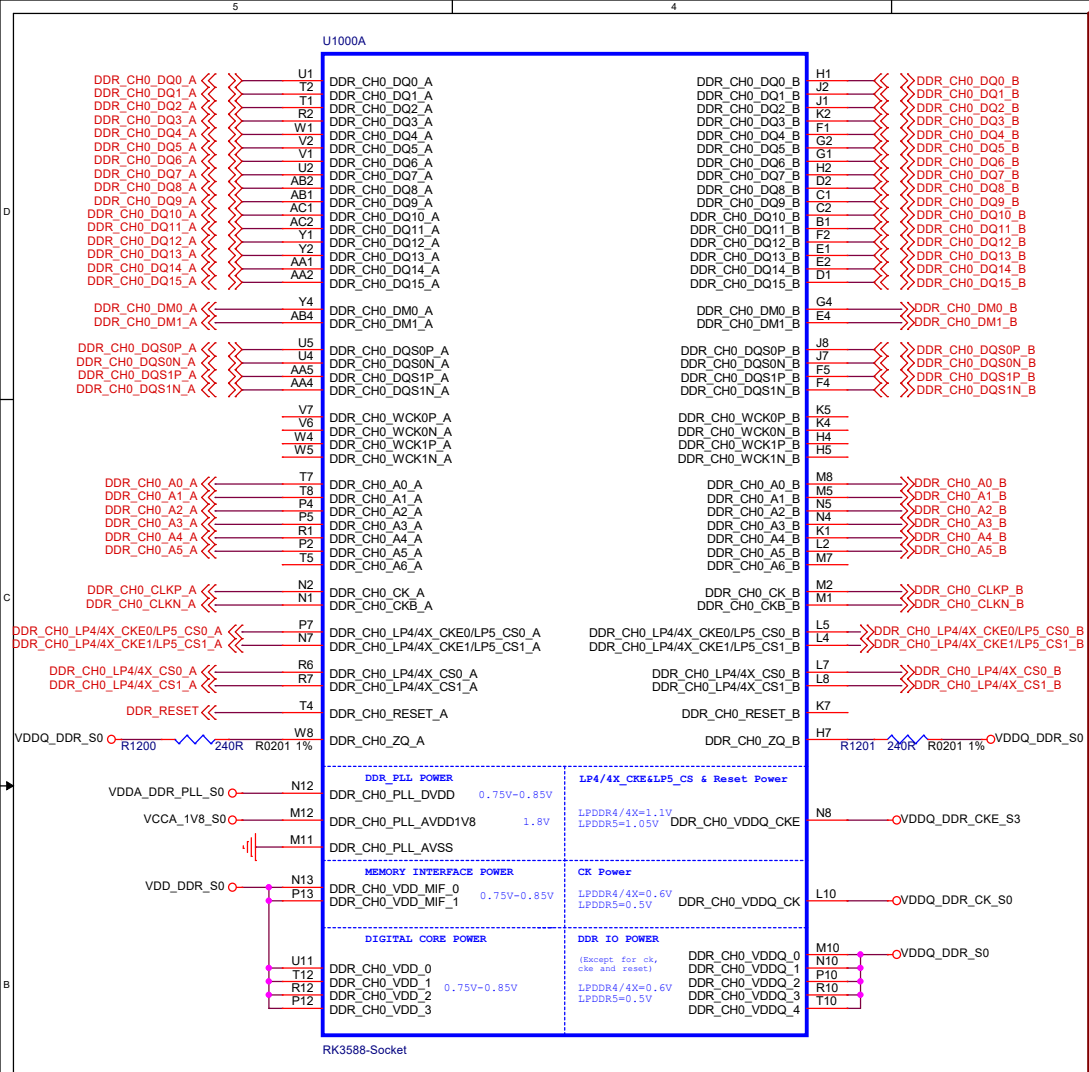 5 4
U1000A
DDR_CH0_DQ0_A U1 DDR_CH0_DQ0_A DDR_CH0_DQ0_B H1 DDR_CH0_DQ0_B
DDR_CH0_DQ1_A T2 DDR_CH0_DQ1_A DDR_CH0_DQ1_B J2 DDR_CH0_DQ1_B
DDR_CH0_DQ2_A T1 DDR_CH0_DQ2_A DDR_CH0_DQ2_B J1 DDR_CH0_DQ2_B
DDR_CH0_DQ3_A R2 DDR_CH0_DQ3_A DDR_CH0_DQ3_B K2 DDR_CH0_DQ3_B
DDR_CH0_DQ4_A W1 DDR_CH0_DQ4_A DDR_CH0_DQ4_B F1 DDR_CH0_DQ4_B
DDR_CH0_DQ5_A V2 DDR_CH0_DQ5_A DDR_CH0_DQ5_B G2 DDR_CH0_DQ5_B
DDR_CH0_DQ6_A V1 DDR_CH0_DQ6_A DDR_CH0_DQ6_B G1 DDR_CH0_DQ6_B
DDR_CH0_DQ7_A U2 DDR_CH0_DQ7_A DDR_CH0_DQ7_B H2 DDR_CH0_DQ7_B
DDR_CH0_DQ8_A AB2 DDR_CH0_DQ8_A DDR_CH0_DQ8_B D2 DDR_CH0_DQ8_B
DDR_CH0_DQ9_A AB1 DDR_CH0_DQ9_A DDR_CH0_DQ9_B C1 DDR_CH0_DQ9_B
D DDR_CH0_DQ10_A AC1 DDR_CH0_DQ10_A DDR_CH0_DQ10_B C2 DDR_CH0_DQ10_B
DDR_CH0_DQ11_A AC2 DDR_CH0_DQ11_A DDR_CH0_DQ11_B B1 DDR_CH0_DQ11_B
DDR_CH0_DQ12_A Y1 DDR_CH0_DQ12_A DDR_CH0_DQ12_B F2 DDR_CH0_DQ12_B
DDR_CH0_DQ13_A Y2 DDR_CH0_DQ13_A DDR_CH0_DQ13_B E1 DDR_CH0_DQ13_B
DDR_CH0_DQ14_A AA1 DDR_CH0_DQ14_A DDR_CH0_DQ14_B E2 DDR_CH0_DQ14_B
DDR_CH0_DQ15_A AA2 DDR_CH0_DQ15_A DDR_CH0_DQ15_B D1 DDR_CH0_DQ15_B
DDR_CH0_DM0_A Y4 DDR_CH0_DM0_A DDR_CH0_DM0_B G4 DDR_CH0_DM0_B
DDR_CH0_DM1_A AB4 DDR_CH0_DM1_A DDR_CH0_DM1_B E4 DDR_CH0_DM1_B
DDR_CH0_DQS0P_A U5 DDR_CH0_DQS0P_A DDR_CH0_DQS0P_B J8 DDR_CH0_DQS0P_B
DDR_CH0_DQS0N_A U4 DDR_CH0_DQS0N_A DDR_CH0_DQS0N_B J7 DDR_CH0_DQS0N_B
DDR_CH0_DQS1P_A AA5 DDR_CH0_DQS1P_A DDR_CH0_DQS1P_B F5 DDR_CH0_DQS1P_B
DDR_CH0_DQS1N_A AA4 DDR_CH0_DQS1N_A DDR_CH0_DQS1N_B F4 DDR_CH0_DQS1N_B
V7 DDR_CH0_WCK0P_A DDR_CH0_WCK0P_B K5
V6 DDR_CH0_WCK0N_A DDR_CH0_WCK0N_B K4
W4 DDR_CH0_WCK1P_A DDR_CH0_WCK1P_B H4
W5 DDR_CH0_WCK1N_A DDR_CH0_WCK1N_B H5
DDR_CH0_A0_A T7 DDR_CH0_A0_A DDR_CH0_A0_B M8 DDR_CH0_A0_B
DDR_CH0_A1_A T8 DDR_CH0_A1_A DDR_CH0_A1_B M5 DDR_CH0_A1_B
DDR_CH0_A2_A P4 DDR_CH0_A2_A DDR_CH0_A2_B N5 DDR_CH0_A2_B
DDR_CH0_A3_A P5 DDR_CH0_A3_A DDR_CH0_A3_B N4 DDR_CH0_A3_B
DDR_CH0_A4_A R1 DDR_CH0_A4_A DDR_CH0_A4_B K1 DDR_CH0_A4_B
DDR_CH0_A5_A P2 DDR_CH0_A5_A DDR_CH0_A5_B L2 DDR_CH0_A5_B
T5 DDR_CH0_A6_A DDR_CH0_A6_B M7
C DDR_CH0_CLKP_A N2 DDR_CH0_CK_A DDR_CH0_CK_B M2 DDR_CH0_CLKP_B
DDR_CH0_CLKN_A N1 DDR_CH0_CKB_A DDR_CH0_CKB_B M1 DDR_CH0_CLKN_B
DDR_CH0_LP4/4X_CKE0/LP5_CS0_A P7 DDR_CH0_LP4/4X_CKE0/LP5_CS0_A DDR_CH0_LP4/4X_CKE0/LP5_CS0_B L5 DDR_CH0_LP4/4X_CKE0/LP5_CS0_B
DDR_CH0_LP4/4X_CKE1/LP5_CS1_A N7 DDR_CH0_LP4/4X_CKE1/LP5_CS1_A DDR_CH0_LP4/4X_CKE1/LP5_CS1_B L4 DDR_CH0_LP4/4X_CKE1/LP5_CS1_B
DDR_CH0_LP4/4X_CS0_A R6 DDR_CH0_LP4/4X_CS0_A DDR_CH0_LP4/4X_CS0_B L7 DDR_CH0_LP4/4X_CS0_B
DDR_CH0_LP4/4X_CS1_A R7 DDR_CH0_LP4/4X_CS1_A DDR_CH0_LP4/4X_CS1_B L8 DDR_CH0_LP4/4X_CS1_B
DDR_RESET T4 DDR_CH0_RESET_A DDR_CH0_RESET_B K7
VDDQ_DDR_S0 R1200 240R R0201 1% W8 DDR_CH0_ZQ_A DDR_CH0_ZQ_B H7 R1201 240R R0201 1% VDDQ_DDR_S0
DDR_PLL POWER LP4/4X_CKE&LP5_CS & Reset Power
VDDA_DDR_PLL_S0 N12 DDR_CH0_PLL_DVDD 0.75V-0.85V
LPDDR4/4X=1.1V
LPDDR5=1.05V
VCCA_1V8_S0 M12 DDR_CH0_PLL_AVDD1V8 1.8V DDR_CH0_VDDQ_CKE N8 VDDQ_DDR_CKE_S3
M11 DDR_CH0_PLL_AVSS
MEMORY INTERFACE POWER CK Power
VDD_DDR_S0 N13 DDR_CH0_VDD_MIF_0 0.75V-0.85V LPDDR4/4X=0.6V
P13 DDR_CH0_VDD_MIF_1 LPDDR5=0.5V DDR_CH0_VDDQ_CK L10 VDDQ_DDR_CK_S0
DIGITAL CORE POWER DDR IO POWER
(Except for ck, DDR_CH0_VDDQ_0 M10 VDDQ_DDR_S0
cke and reset)
U11 DDR_CH0_VDD_0 DDR_CH0_VDDQ_1 N10
B T12 DDR_CH0_VDD_1 0.75V-0.85V LPDDR4/4X=0.6V DDR_CH0_VDDQ_2 P10
R12 DDR_CH0_VDD_2 LPDDR5=0.5V DDR_CH0_VDDQ_3 R10
P12 DDR_CH0_VDD_3 DDR_CH0_VDDQ_4 T10
RK3588-Socket